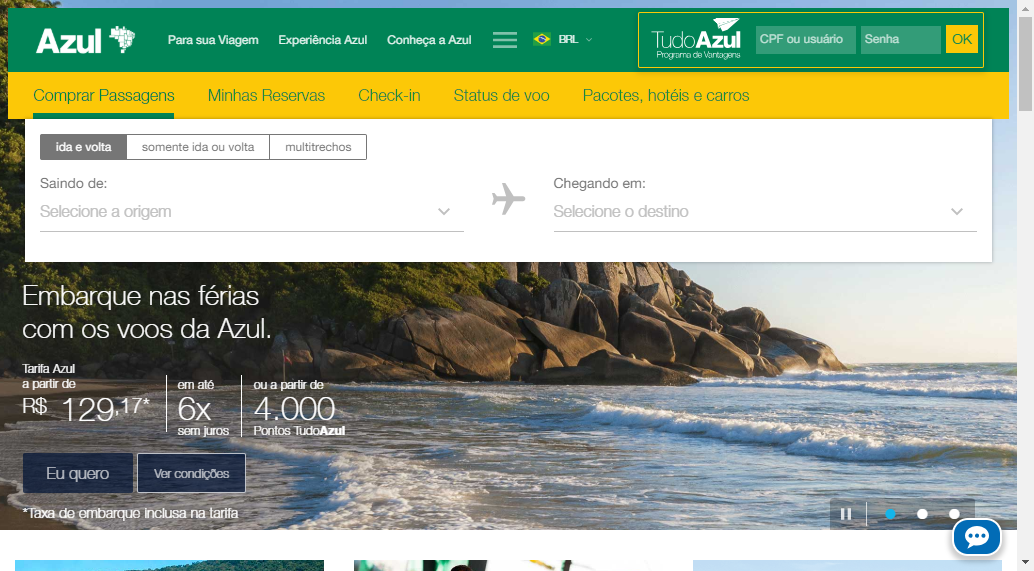 Azul
Para sua Viagem
Experiência Azul
Conheça a Azul
BRL
TudoAzul
Programa de Vantagens
CPF ou usuário
Senha
OK
Comprar Passagens
Minhas Reservas
Check-in
Status de voo
Pacotes, hotéis e carros
ida e volta
somente ida ou volta
multitrechos
Saindo de:
Selecione a origem
Chegando em:
Selecione o destino
Embarque nas férias
com os voos da Azul.
Tarifa Azul
a partir de
R$ 129,17*
em até
6x
sem juros
ou a partir de
4.000
Pontos TudoAzul
Eu quero
Ver condições
*Taxa de embarque inclusa na tarifa